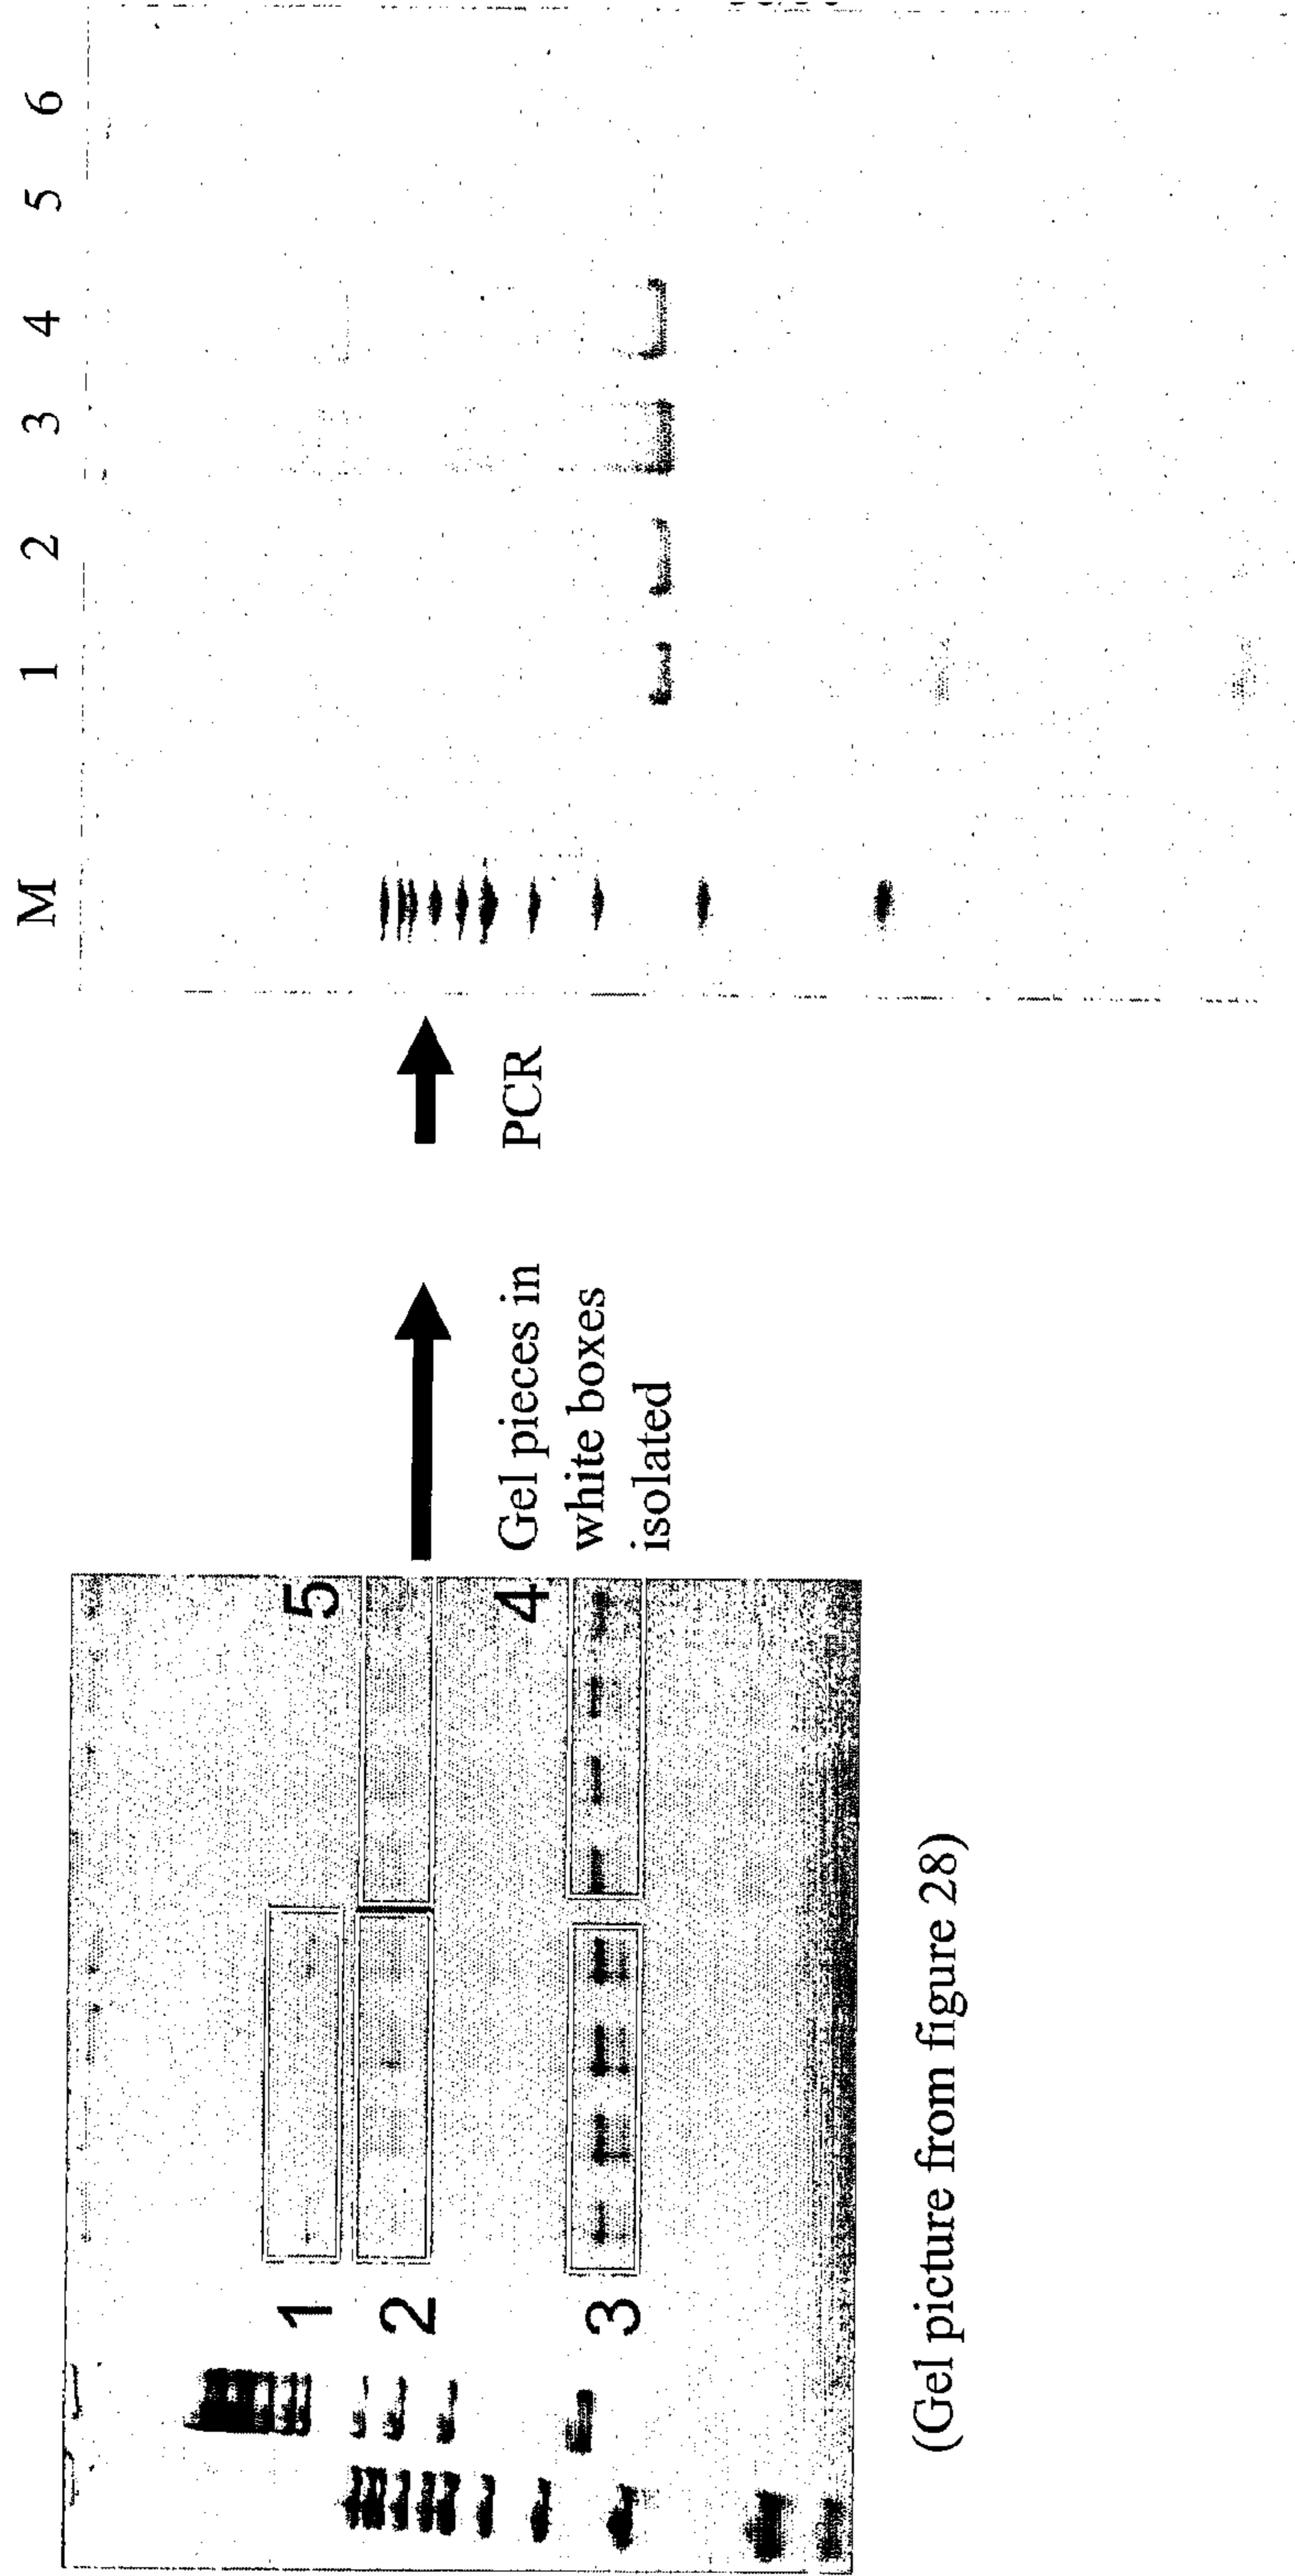 1
2
3
5
4
Gel pieces in
white boxes
isolated
PCR
M 1 2 3 4 5 6
(Gel picture from figure 28)